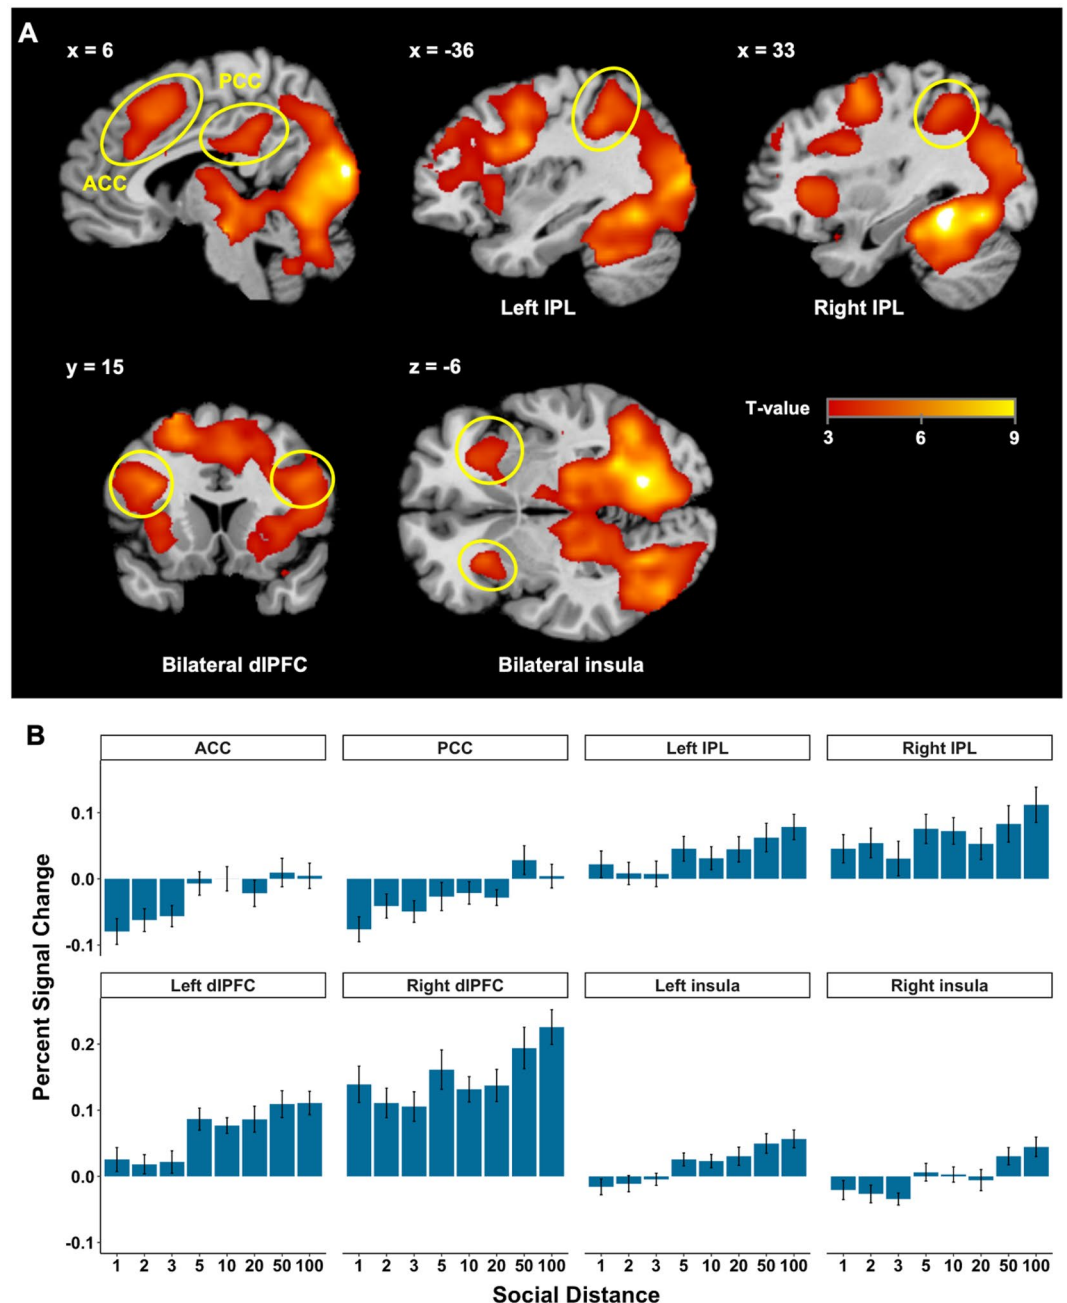 A
x = 6
x = -36
x = 33
PCC
ACC
Left IPL
Right IPL
y = 15
z = -6
T-value
3 6 9
Bilateral dlPFC
Bilateral insula
B
ACC
PCC
Left IPL
Right IPL
0.1
0.0
-0.1
Left dlPFC
Right dlPFC
Left insula
Right insula
0.2
0.1
0.0
-0.1
Percent Signal Change
1 2 3 5 10 20 50 100
1 2 3 5 10 20 50 100
1 2 3 5 10 20 50 100
1 2 3 5 10 20 50 100
Social Distance